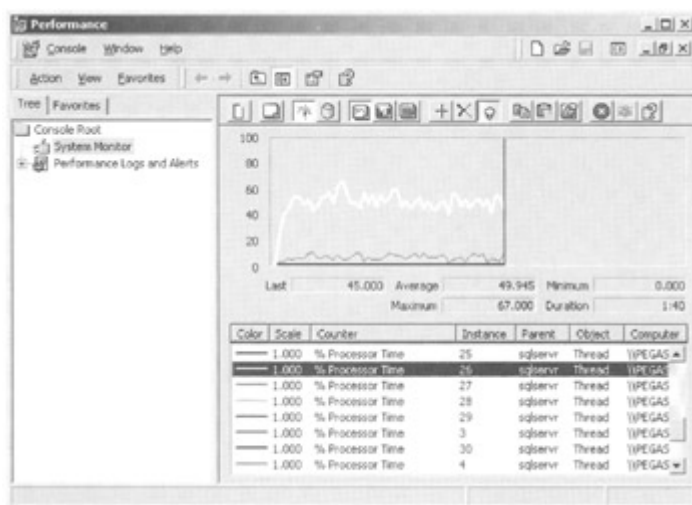 Performance
Console Window Help
Action View Favorites
Tree Favorites
Console Root
System Monitor
Performance Logs and Alerts
100
80
60
40
20
0
Last 45.000 Average 49.945 Minimum 0.000
Maximum 67.000 Duration 1:40
Color Scale Counter Instance Parent Object Computer
1.000 % Processor Time 25 sqlservr Thread \\PEGAS
1.000 % Processor Time 26 sqlservr Thread \\PEGAS
1.000 % Processor Time 27 sqlservr Thread \\PEGAS
1.000 % Processor Time 28 sqlservr Thread \\PEGAS
1.000 % Processor Time 29 sqlservr Thread \\PEGAS
1.000 % Processor Time 3 sqlservr Thread \\PEGAS
1.000 % Processor Time 30 sqlservr Thread \\PEGAS
1.000 % Processor Time 4 sqlservr Thread \\PEGAS